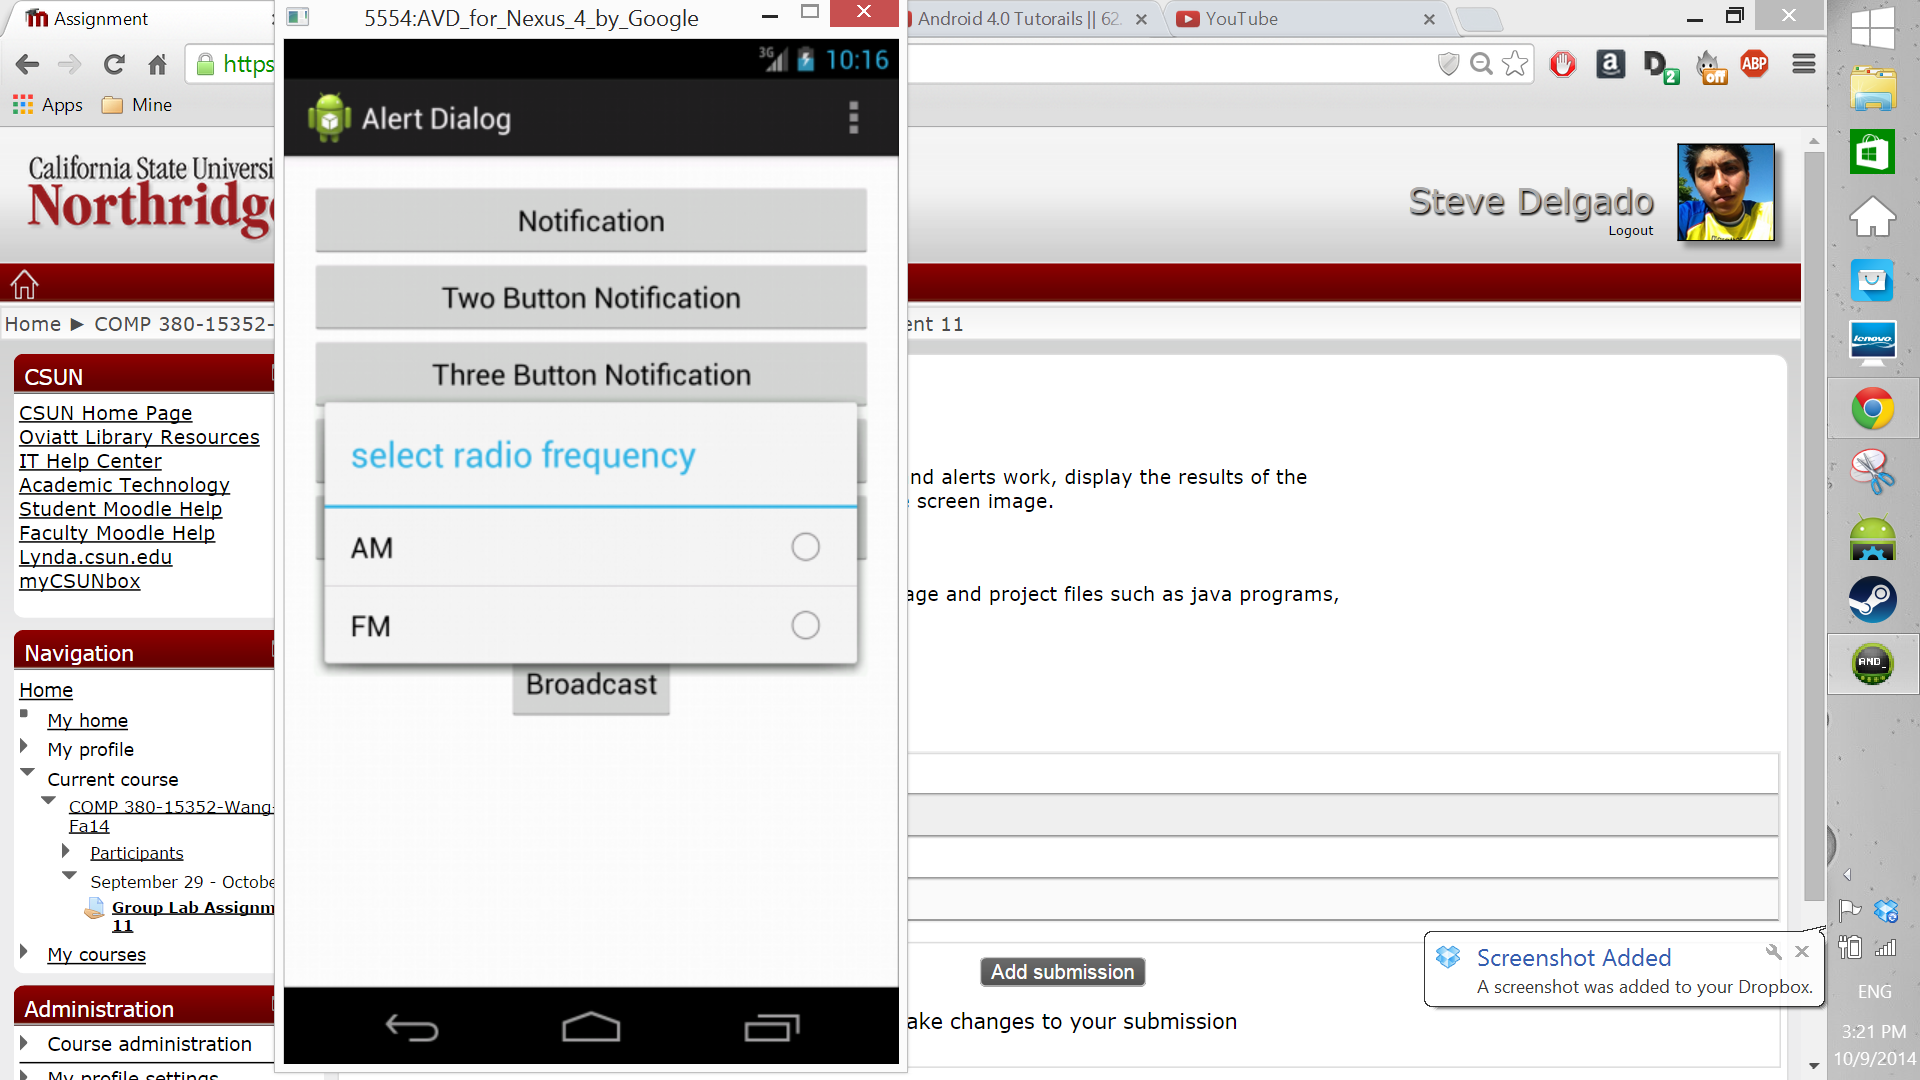 Assignment
5554:AVD_for_Nexus_4_by_Google
Android 4.0 Tutorails || 62.
YouTube
https
2
a
off
ABP
Apps
Mine
3G
10:16
Alert Dialog
California State Universi
Northridg
Steve Delgado
Logout
Notification
Two Button Notification
Three Button Notification
select radio frequency
AM
FM
Broadcast
Home ► COMP 380-15352-
ent 11
CSUN
CSUN Home Page
Oviatt Library Resources
IT Help Center
Academic Technology
Student Moodle Help
Faculty Moodle Help
Lynda.csun.edu
myCSUNbox
nd alerts work, display the results of the
screen image.
age and project files such as java programs,
Navigation
Home
My home
My profile
Current course
COMP 380-15352-Wang-
Fa14
Participants
September 29 - Octobe
Group Lab Assignm
11
My courses
Administration
Course administration
My profile settings
Add submission
ake changes to your submission
Screenshot Added
A screenshot was added to your Dropbox.
lenovo
AND_
ENG
3:21 PM
10/9/2014